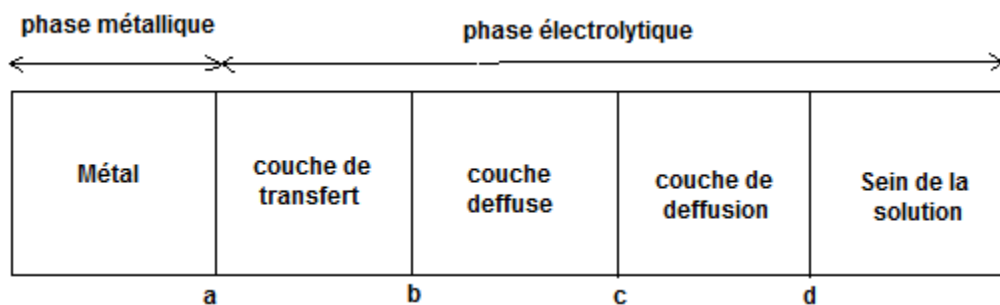 phase métallique
phase électrolytique
Métal
couche de
transfert
couche
deffuse
couche de
deffusion
Sein de la
solution
a
b
c
d